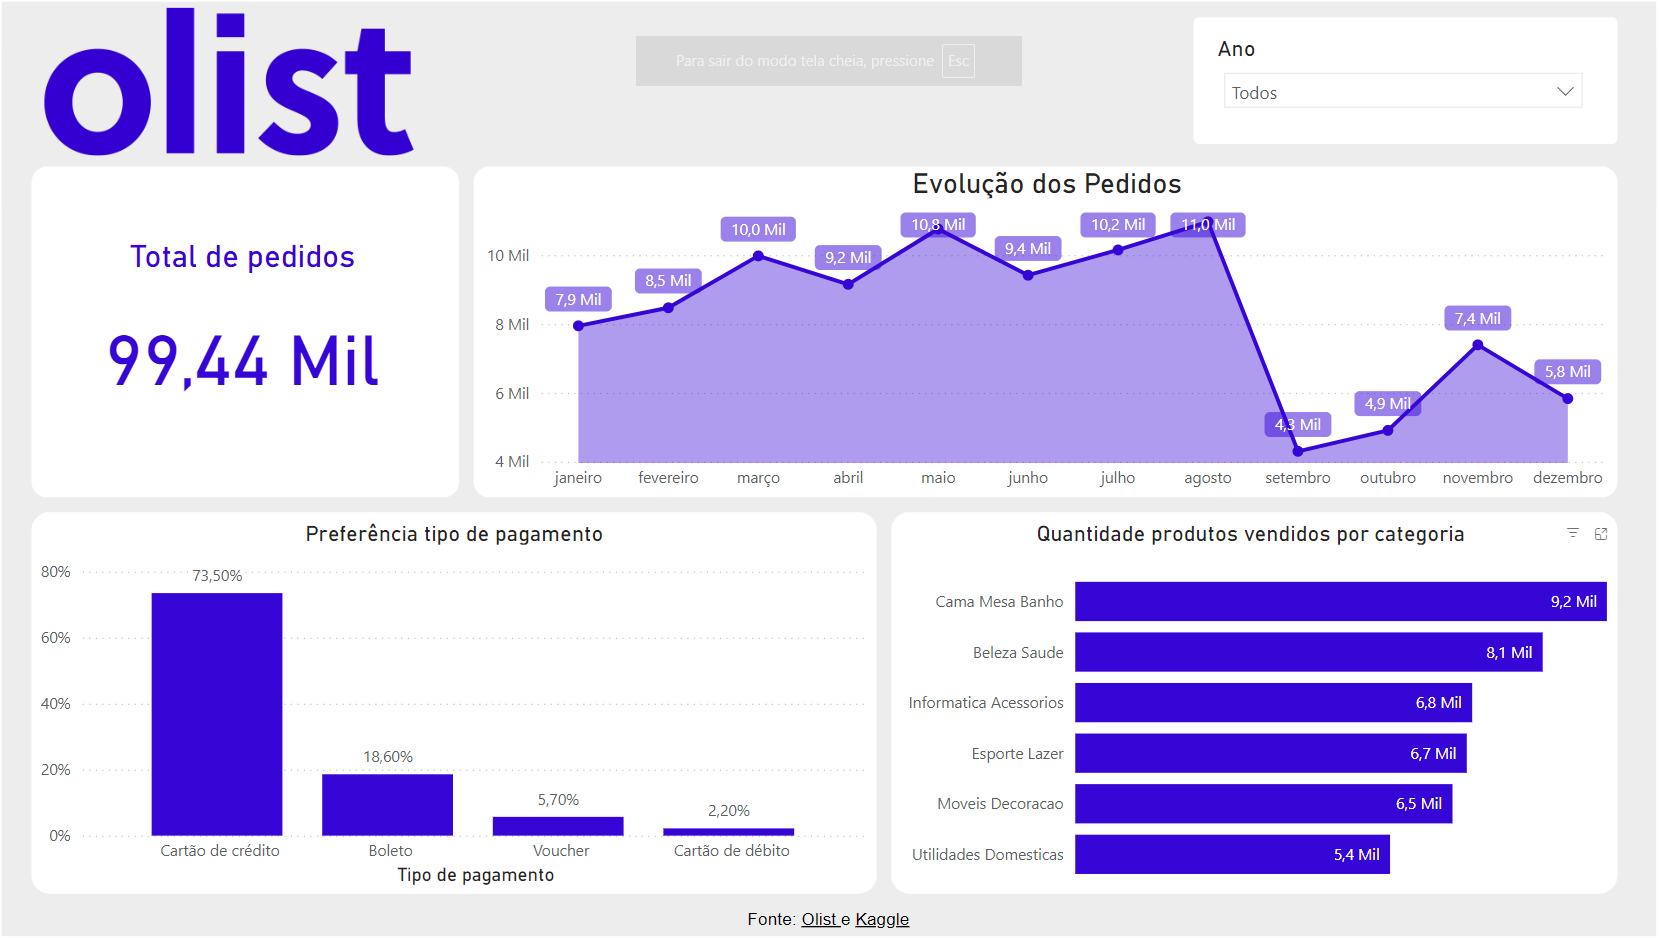 olist
Para sair do modo tela cheia, pressione Esc
Ano
Todos
Total de pedidos
99,44 Mil
Evolução dos Pedidos
10 Mil
8 Mil
6 Mil
4 Mil
7,9 Mil
8,5 Mil
10,0 Mil
9,2 Mil
10,8 Mil
9,4 Mil
10,2 Mil
11,0 Mil
4,3 Mil
4,9 Mil
7,4 Mil
5,8 Mil
janeiro fevereiro março abril maio junho julho agosto setembro outubro novembro dezembro
Preferência tipo de pagamento
80%
60%
40%
20%
0%
73,50%
18,60%
5,70%
2,20%
Cartão de crédito Boleto Voucher Cartão de débito
Tipo de pagamento
Quantidade produtos vendidos por categoria
Cama Mesa Banho 9,2 Mil
Beleza Saude 8,1 Mil
Informatica Acessorios 6,8 Mil
Esporte Lazer 6,7 Mil
Moveis Decoracao 6,5 Mil
Utilidades Domesticas 5,4 Mil
Fonte: Olist e Kaggle